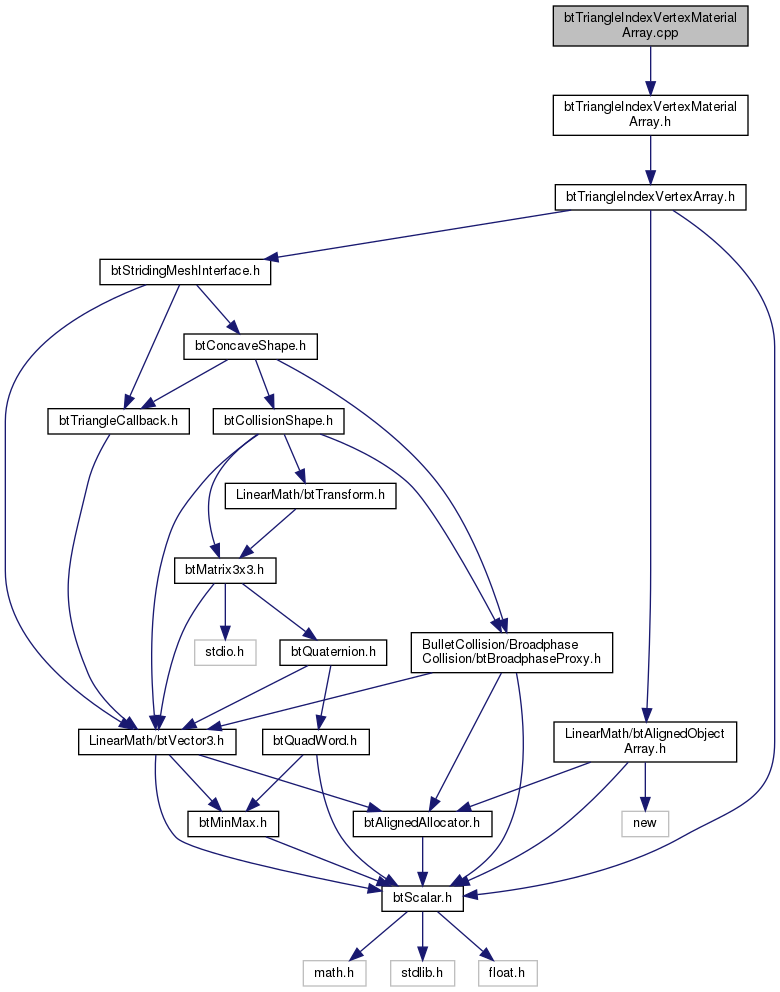 btTriangleIndexVertexMaterial
Array.cpp
btTriangleIndexVertexMaterial
Array.h
btTriangleIndexVertexArray.h
btStridingMeshInterface.h
btConcaveShape.h
btTriangleCallback.h
btCollisionShape.h
LinearMath/btTransform.h
btMatrix3x3.h
stdio.h
btQuaternion.h
BulletCollision/Broadphase
Collision/btBroadphaseProxy.h
LinearMath/btVector3.h
btQuadWord.h
LinearMath/btAlignedObject
Array.h
btMinMax.h
btAlignedAllocator.h
new
btScalar.h
math.h
stdlib.h
float.h